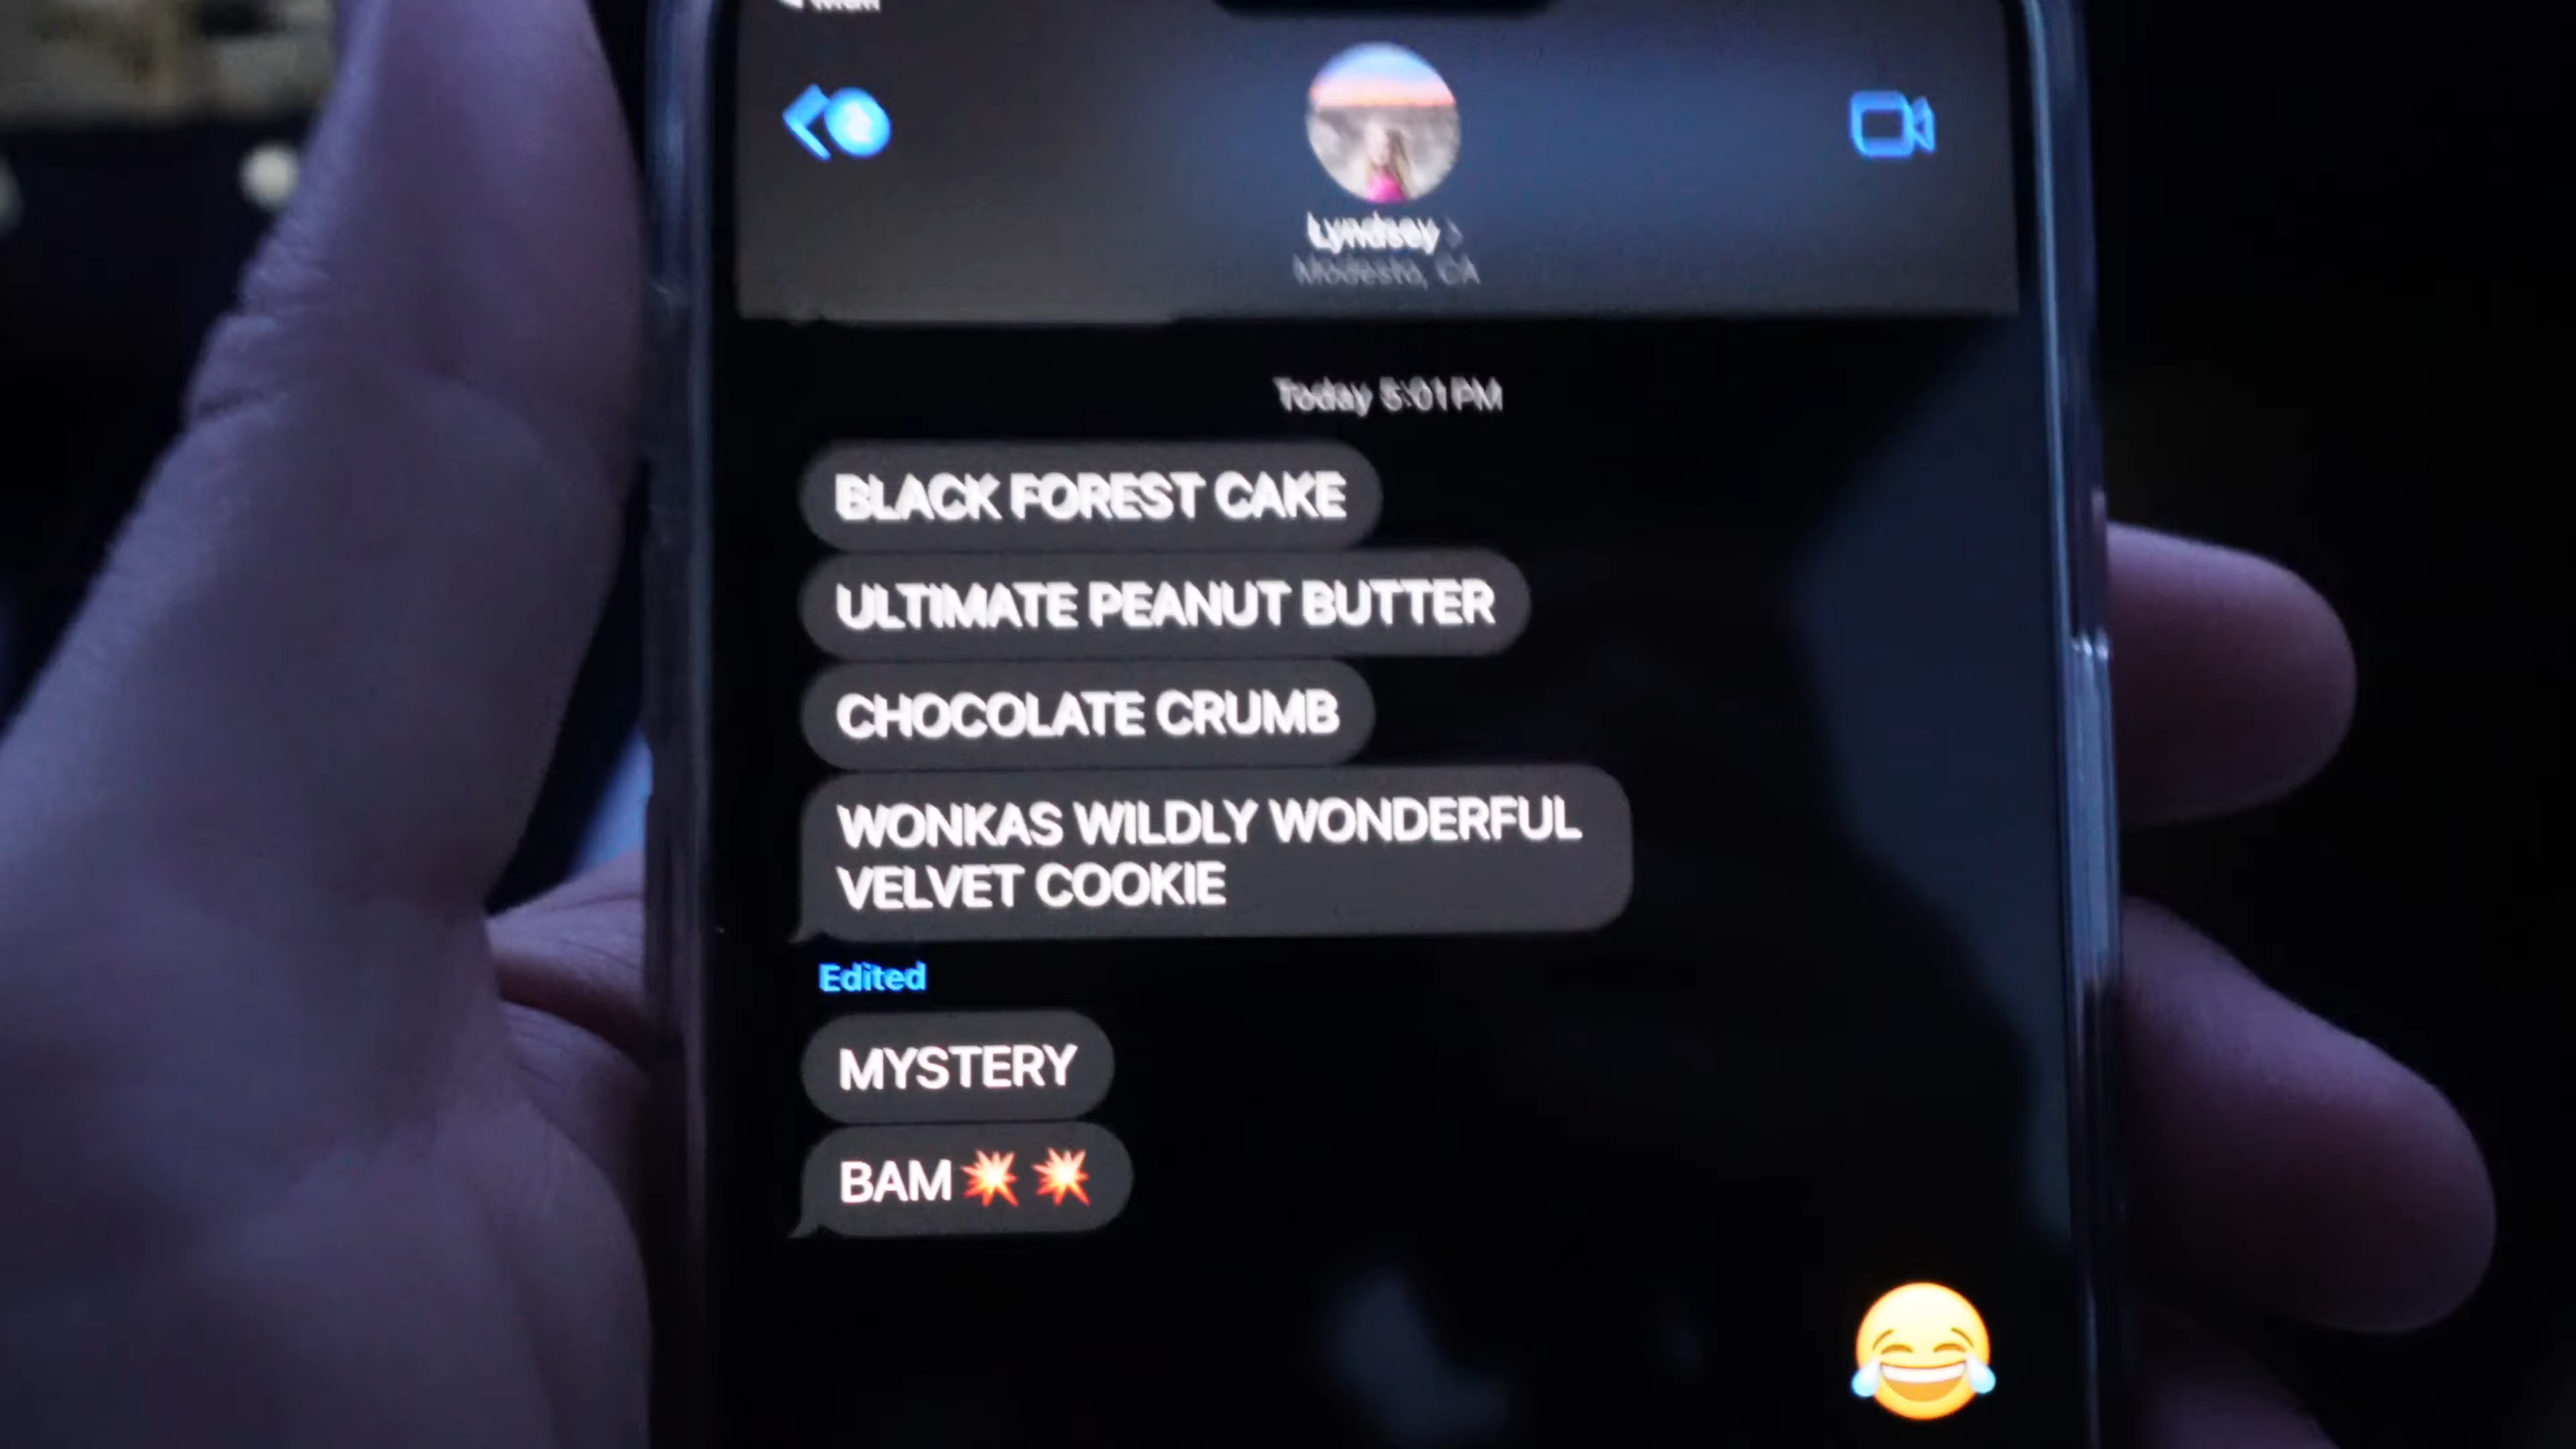 Lyndsey
Modesto, CA
Today 5:01 PM
BLACK FOREST CAKE
ULTIMATE PEANUT BUTTER
CHOCOLATE CRUMB
WONKAS WILDLY WONDERFUL
VELVET COOKIE
Edited
MYSTERY
BAM💥 💥
😂